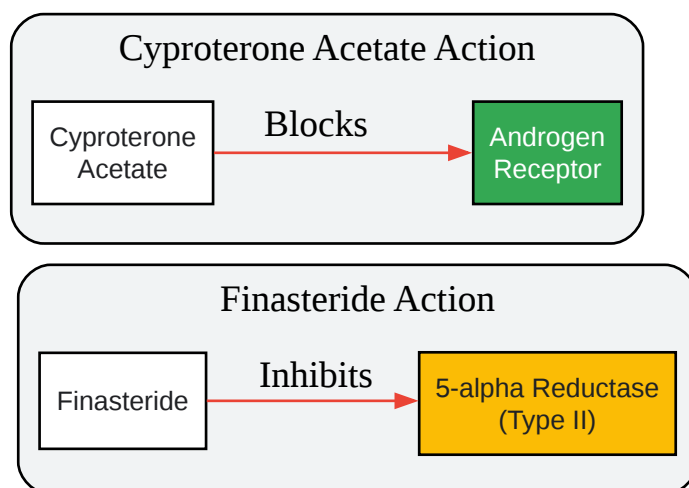 Cyproterone Acetate Action
Cyproterone
Acetate
Blocks
Androgen
Receptor
Finasteride Action
Finasteride
Inhibits
5-alpha Reductase
(Type II)